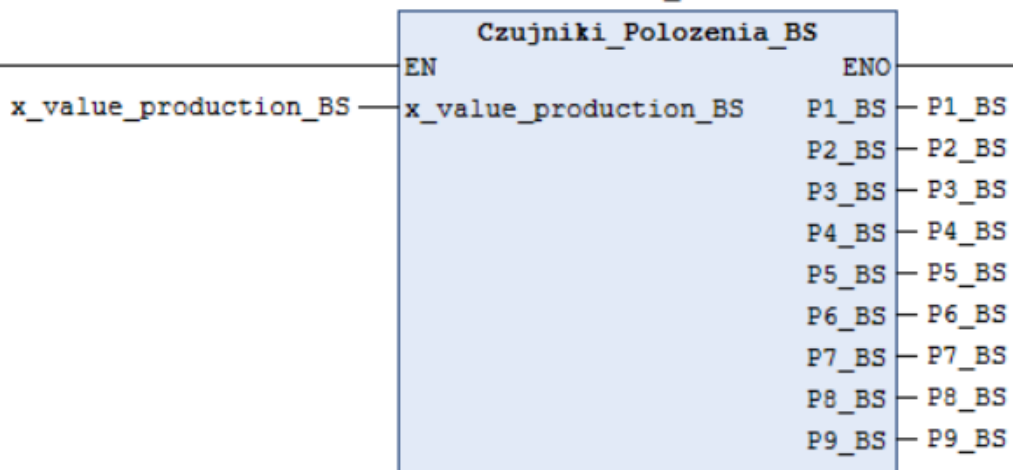 Czujniki_Polozenia_BS
EN ENO
x_value_production_BS x_value_production_BS P1_BS P1_BS
P2_BS P2_BS
P3_BS P3_BS
P4_BS P4_BS
P5_BS P5_BS
P6_BS P6_BS
P7_BS P7_BS
P8_BS P8_BS
P9_BS P9_BS